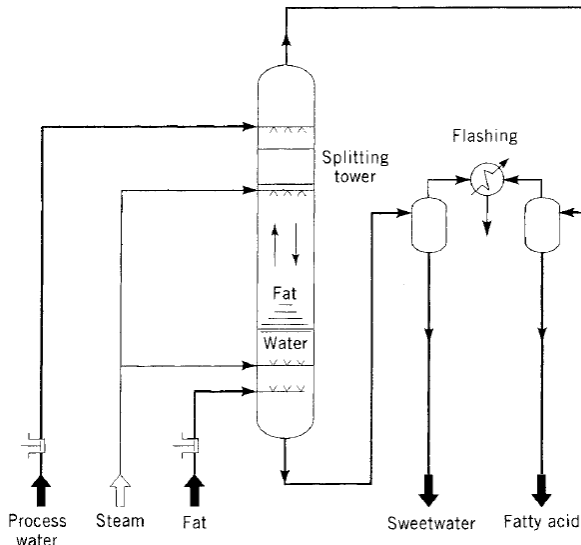 Flashing
Splitting
tower
Fat
Water
Process
water
Steam
Fat
Sweetwater
Fatty acid